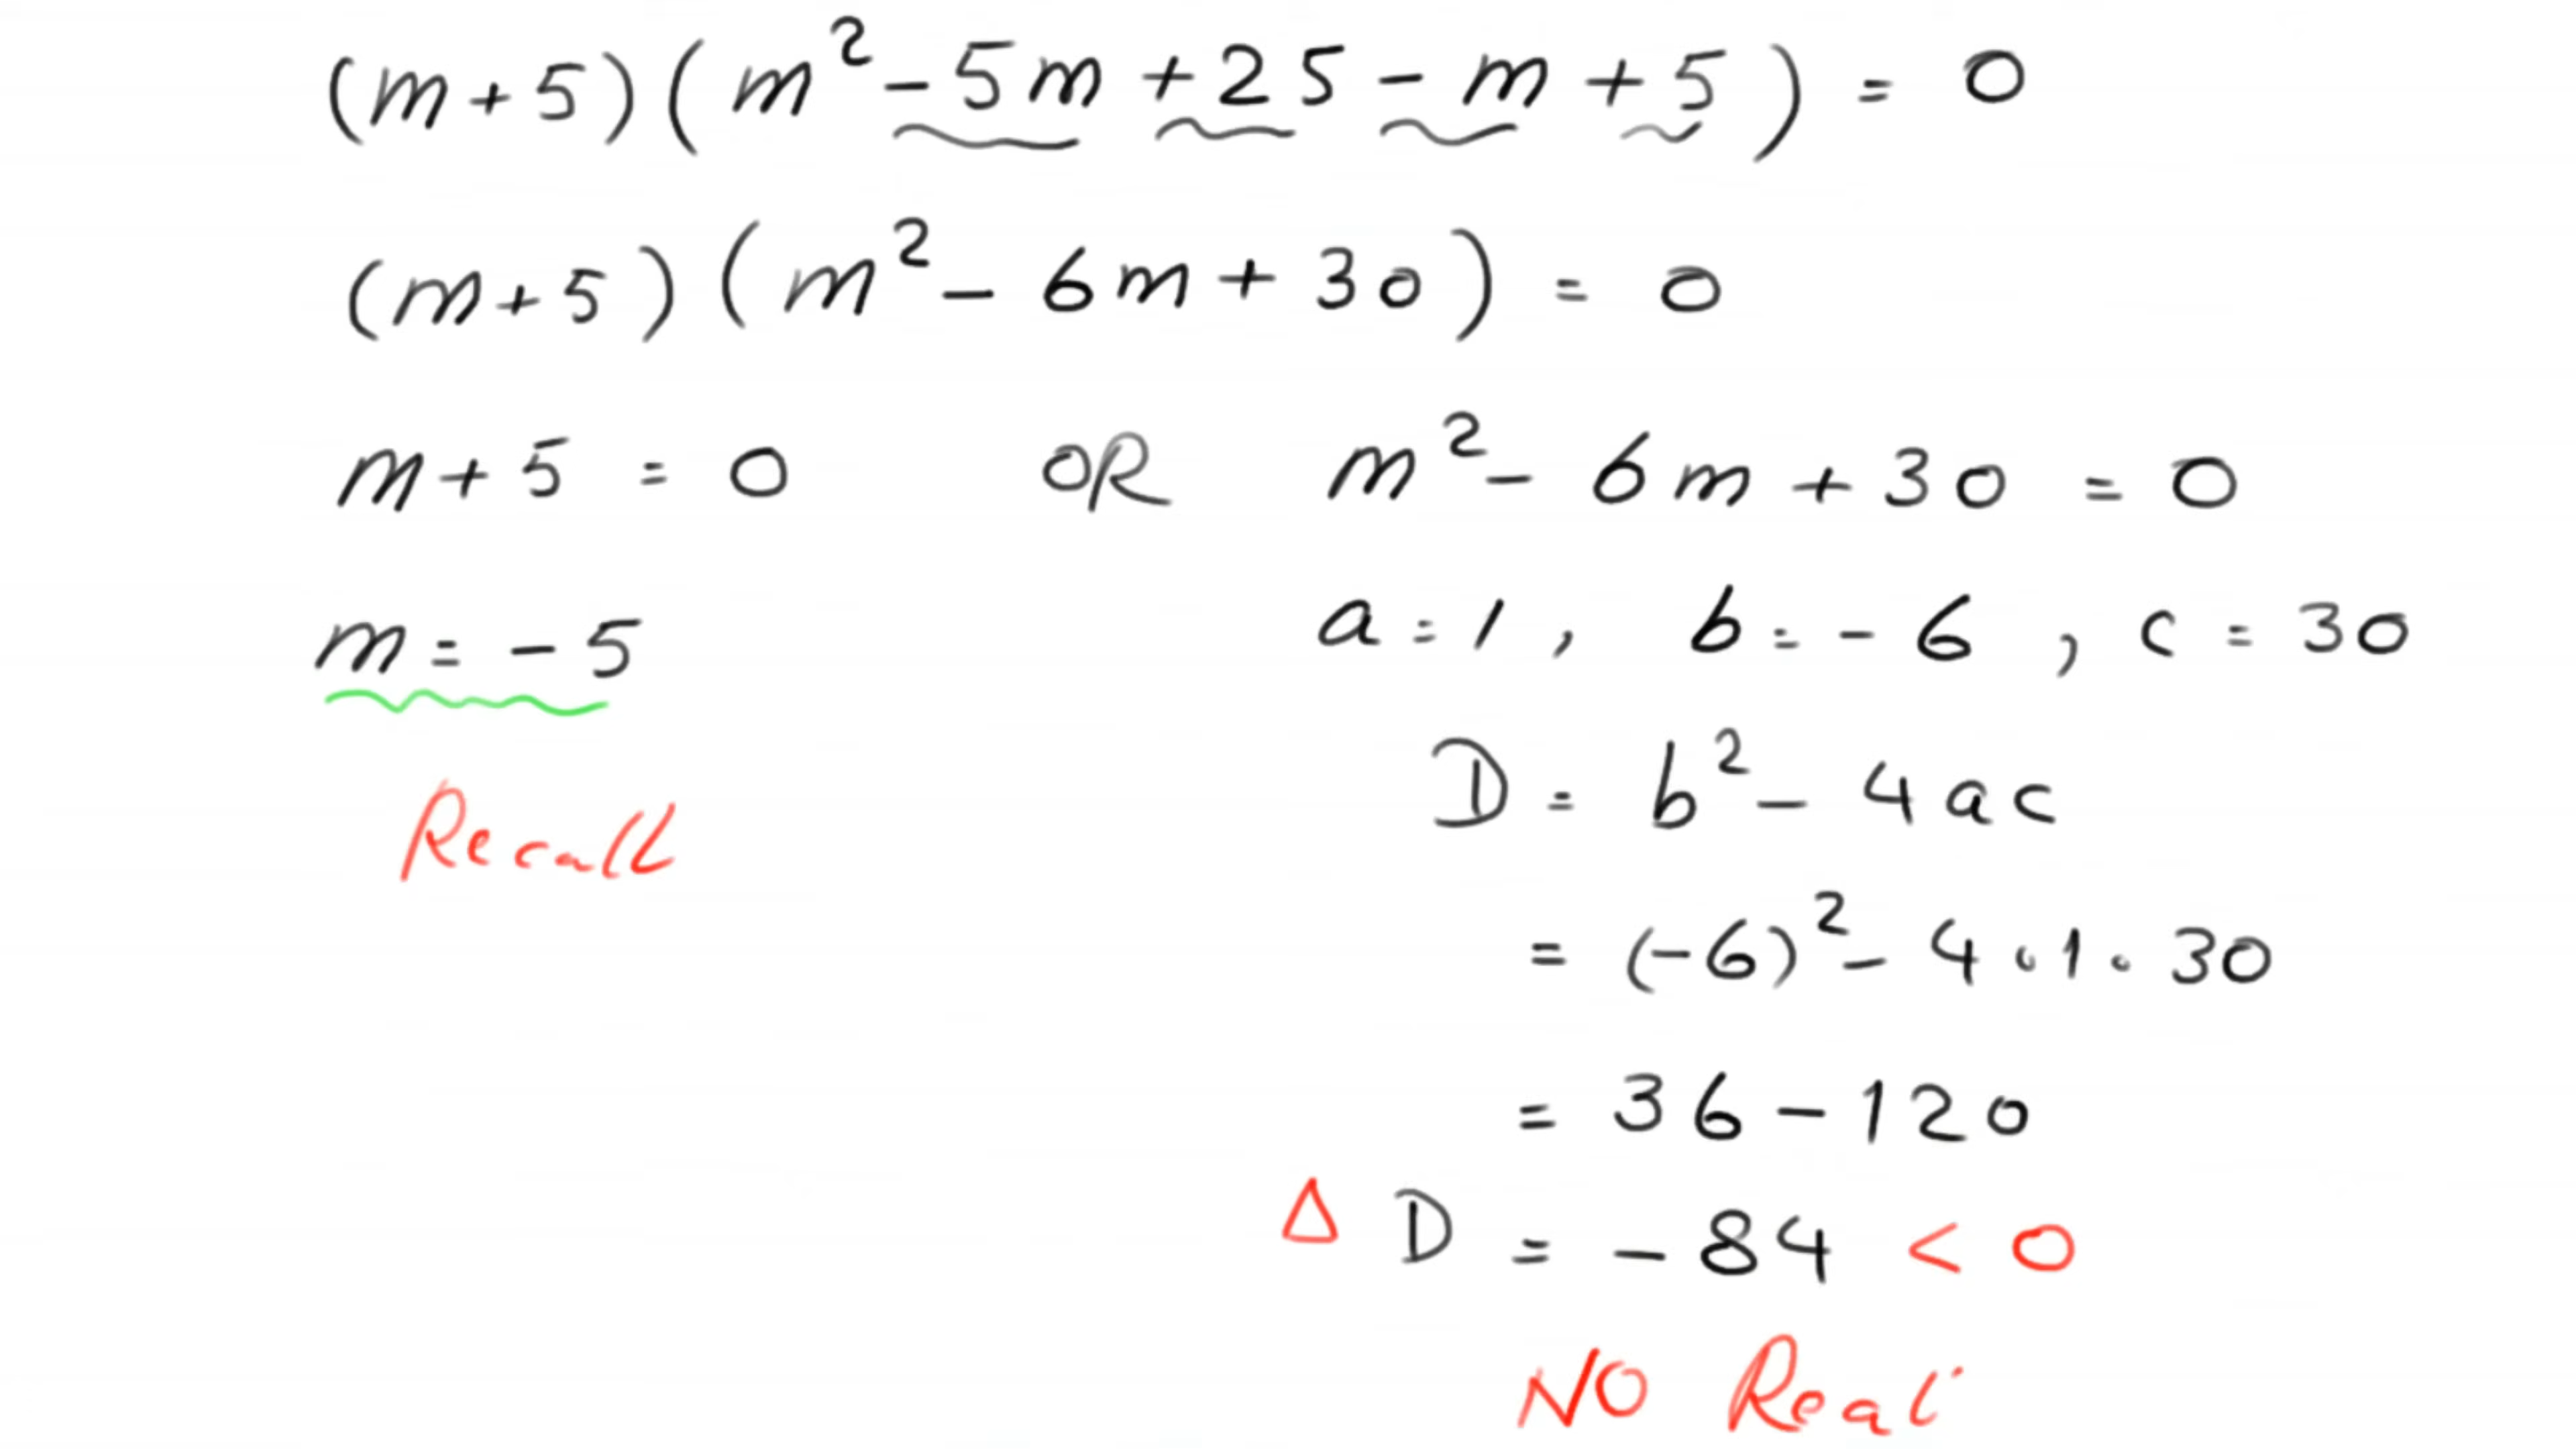 (m+5)(m²-5m+25-m+5) = 0
(m+5)(m²-6m+30) = 0
m+5 = 0 OR m²-6m+30 = 0
m = -5 a=1, b=-6, c=30
Recall D = b²-4ac
= (-6)²-4·1·30
= 36-120
Δ D = -84 < 0
NO Real